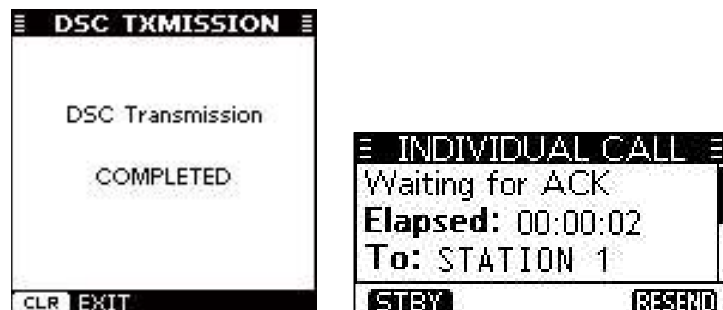 DSC TXMISSION
DSC Transmission
COMPLETED
CLR EXIT
INDIVIDUAL CALL
Waiting for ACK
Elapsed: 00:00:02
To: STATION 1
STBY RESEND